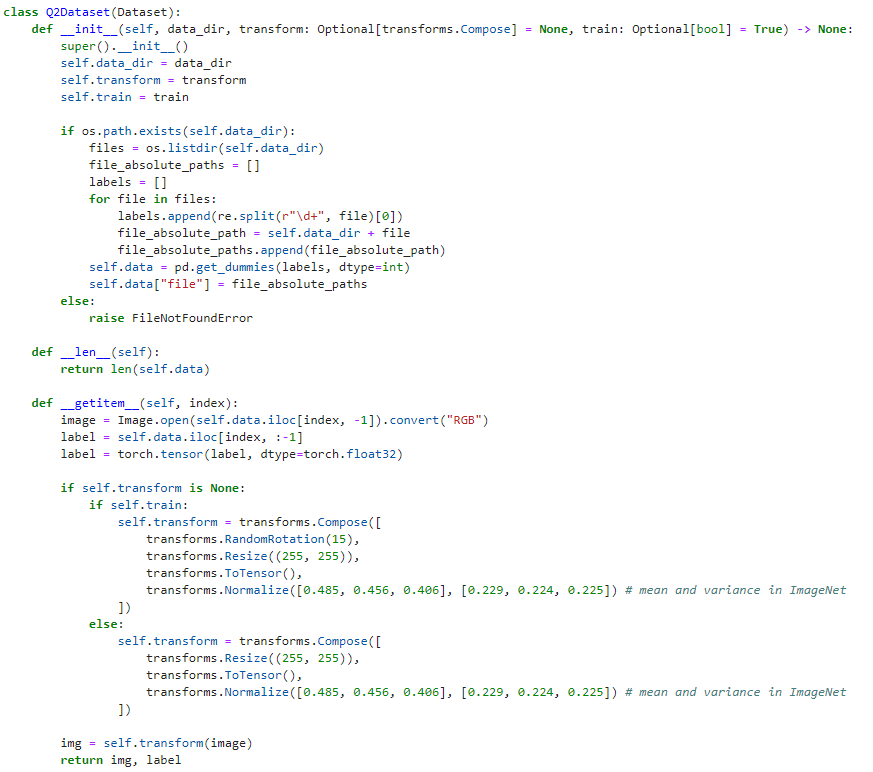 class Q2Dataset(Dataset):
    def __init__(self, data_dir, transform: Optional[transforms.Compose] = None, train: Optional[bool] = True) -> None:
        super().__init__()
        self.data_dir = data_dir
        self.transform = transform
        self.train = train

        if os.path.exists(self.data_dir):
            files = os.listdir(self.data_dir)
            file_absolute_paths = []
            labels = []
            for file in files:
                labels.append(re.split(r"\d+", file)[0])
                file_absolute_path = self.data_dir + file
                file_absolute_paths.append(file_absolute_path)
            self.data = pd.get_dummies(labels, dtype=int)
            self.data["file"] = file_absolute_paths
        else:
            raise FileNotFoundError

    def __len__(self):
        return len(self.data)

    def __getitem__(self, index):
        image = Image.open(self.data.iloc[index, -1]).convert("RGB")
        label = self.data.iloc[index, :-1]
        label = torch.tensor(label, dtype=torch.float32)

        if self.transform is None:
            if self.train:
                self.transform = transforms.Compose([
                    transforms.RandomRotation(15),
                    transforms.Resize((255, 255)),
                    transforms.ToTensor(),
                    transforms.Normalize([0.485, 0.456, 0.406], [0.229, 0.224, 0.225]) # mean and variance in ImageNet
                ])
            else:
                self.transform = transforms.Compose([
                    transforms.Resize((255, 255)),
                    transforms.ToTensor(),
                    transforms.Normalize([0.485, 0.456, 0.406], [0.229, 0.224, 0.225]) # mean and variance in ImageNet
                ])

        img = self.transform(image)
        return img, label